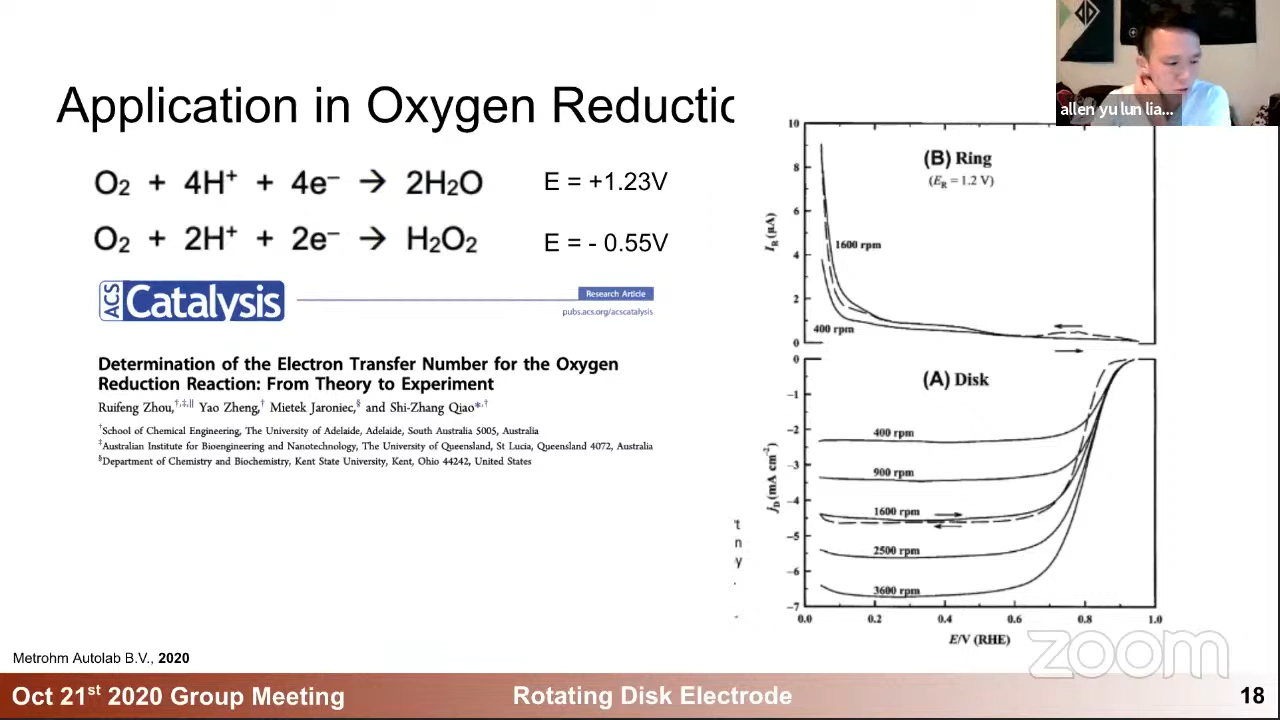 allen yu lun lia...
Application in Oxygen Reductio
O₂ + 4H⁺ + 4e⁻ → 2H₂O E = +1.23V
O₂ + 2H⁺ + 2e⁻ → H₂O₂ E = - 0.55V
ACS Catalysis
Research Article
pubs.acs.org/acscatalysis
Determination of the Electron Transfer Number for the Oxygen
Reduction Reaction: From Theory to Experiment
Ruifeng Zhou,†,‡,|| Yao Zheng,† Mietek Jaroniec,§ and Shi-Zhang Qiao*,†
†School of Chemical Engineering, The University of Adelaide, Adelaide, South Australia 5005, Australia
‡Australian Institute for Bioengineering and Nanotechnology, The University of Queensland, St Lucia, Queensland 4072, Australia
§Department of Chemistry and Biochemistry, Kent State University, Kent, Ohio 44242, United States
't
n
y
.
10
8
6
4
2
0
I_R (μA)
(B) Ring
(E_R = 1.2 V)
1600 rpm
400 rpm
0
-1
-2
-3
-4
-5
-6
-7
j_D (mA cm⁻²)
(A) Disk
400 rpm
900 rpm
1600 rpm
2500 rpm
3600 rpm
0.0 0.2 0.4 0.6 0.8 1.0
E/V (RHE)
zoom
Metrohm Autolab B.V., 2020
Oct 21st 2020 Group Meeting
Rotating Disk Electrode
18